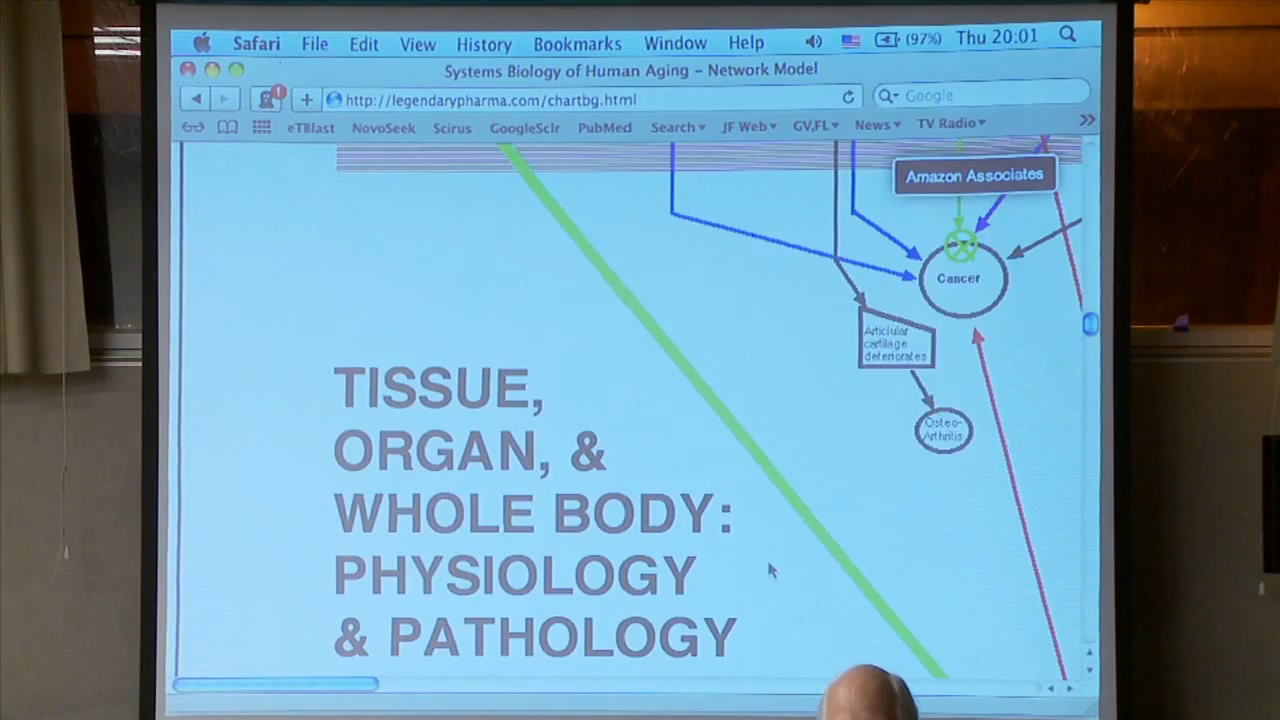 Safari File Edit View History Bookmarks Window Help (97%) Thu 20:01
Systems Biology of Human Aging - Network Model
http://legendarypharma.com/chartbg.html Google
eTBlast NovoSeek Scirus GoogleSclr PubMed Search JF Web GV,FL News TV Radio
Amazon Associates
Cancer
Articlular
cartilage
deteriorates
Osteo-
Arthritis
TISSUE,
ORGAN, &
WHOLE BODY:
PHYSIOLOGY
& PATHOLOGY